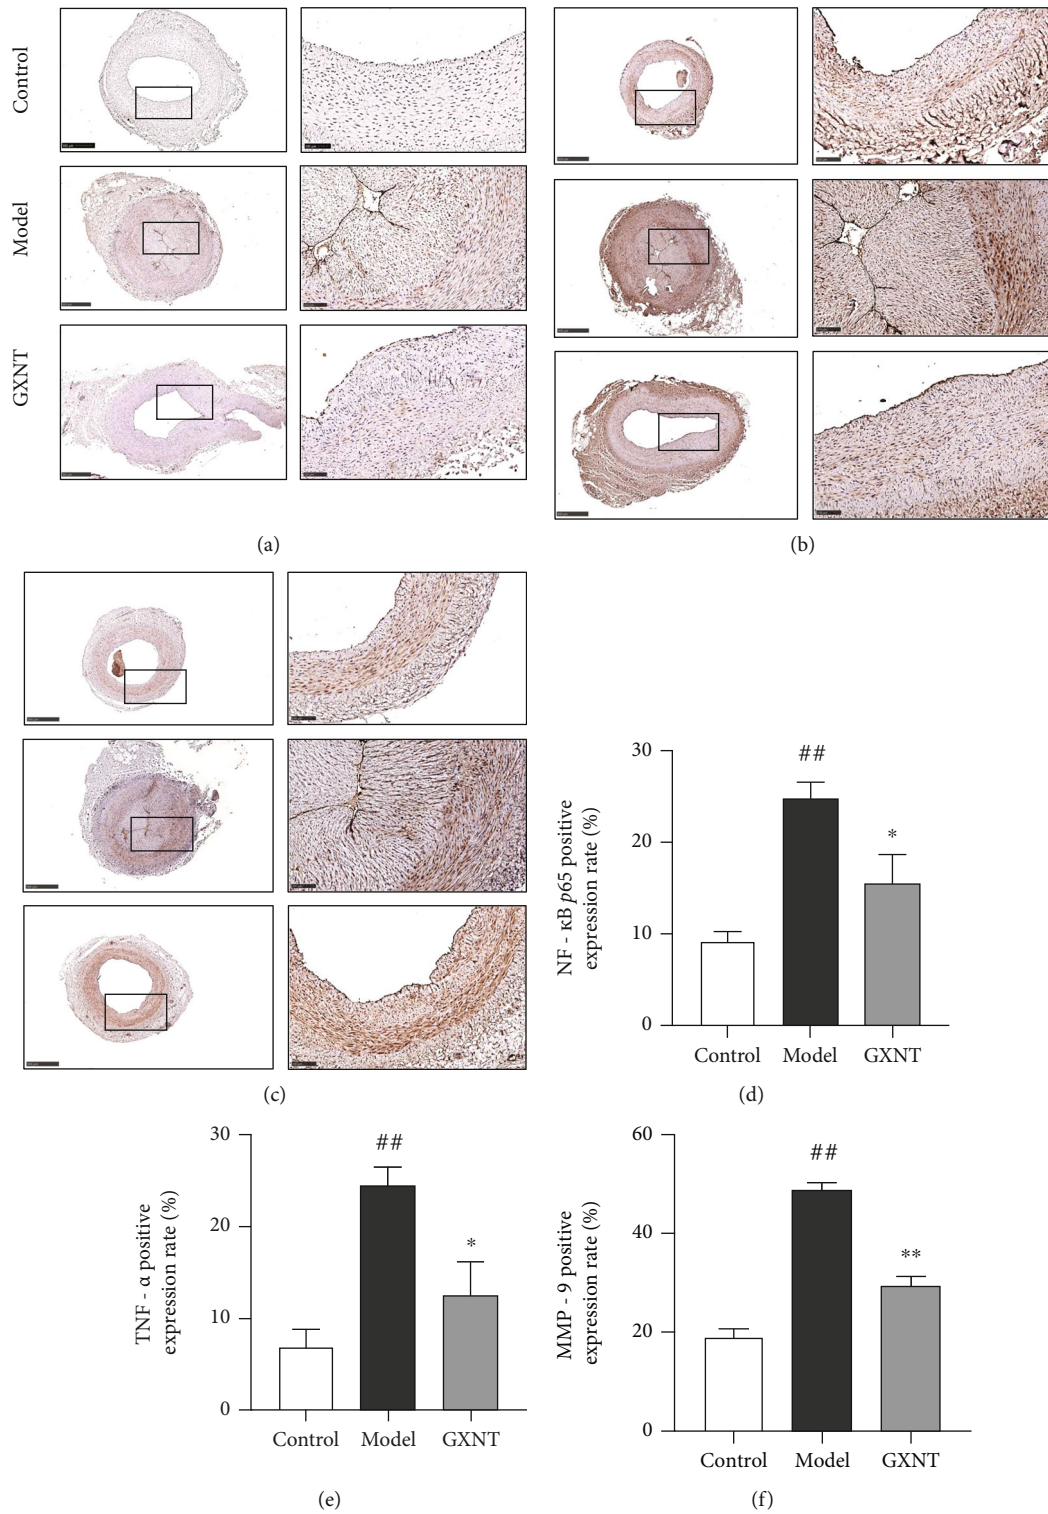 Control
Model
GXNT
(a)
(b)
(c)
30
20
10
0
NF - κB p65 positive
expression rate (%)
##
*
Control
Model
GXNT
(d)
30
20
10
0
TNF - α positive
expression rate (%)
##
*
Control
Model
GXNT
(e)
60
40
20
0
MMP - 9 positive
expression rate (%)
##
**
Control
Model
GXNT
(f)